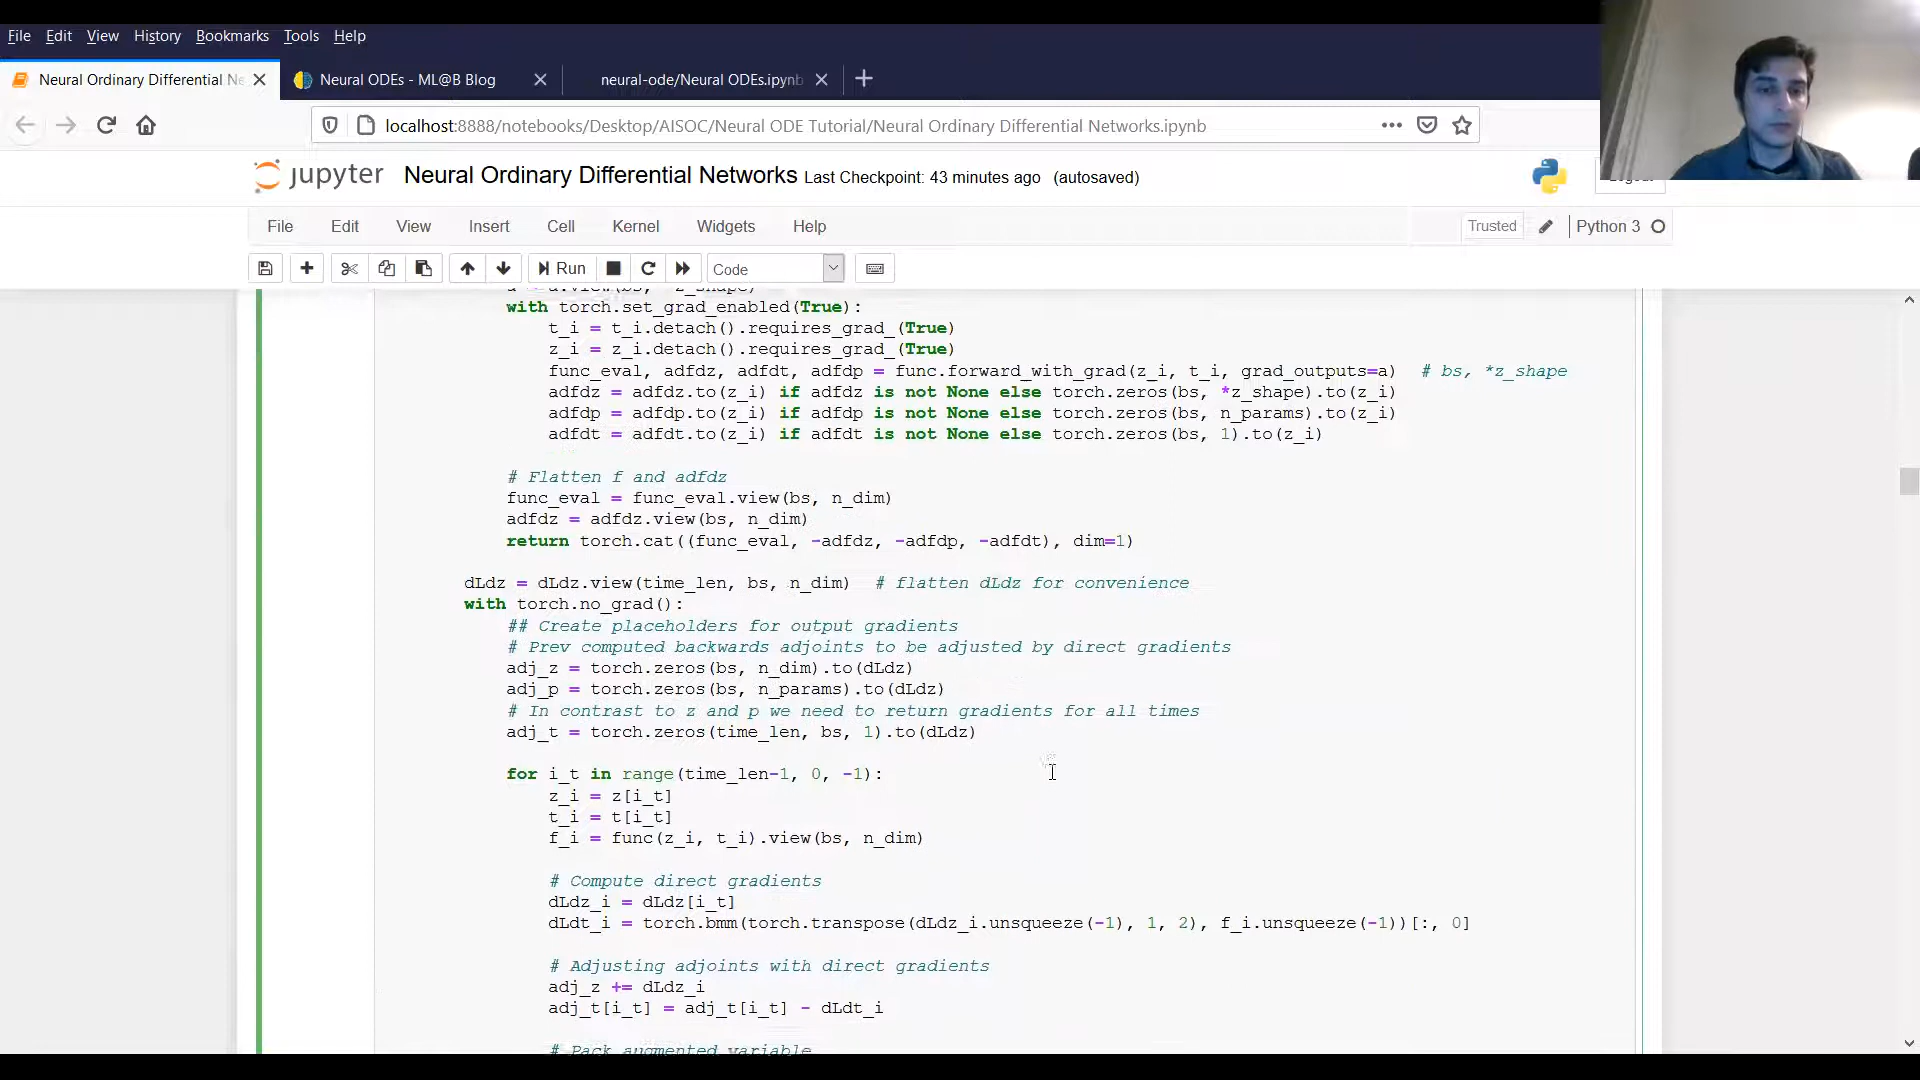 File Edit View History Bookmarks Tools Help
Neural Ordinary Differential Ne
Neural ODEs - ML@B Blog
neural-ode/Neural ODEs.ipynb
localhost:8888/notebooks/Desktop/AISOC/Neural ODE Tutorial/Neural Ordinary Differential Networks.ipynb
jupyter Neural Ordinary Differential Networks Last Checkpoint: 43 minutes ago (autosaved)
File Edit View Insert Cell Kernel Widgets Help
Trusted Python 3
Run Code
with torch.set_grad_enabled(True):
t_i = t_i.detach().requires_grad_(True)
z_i = z_i.detach().requires_grad_(True)
func_eval, adfdz, adfdt, adfdp = func.forward_with_grad(z_i, t_i, grad_outputs=a)  # bs, *z_shape
adfdz = adfdz.to(z_i) if adfdz is not None else torch.zeros(bs, *z_shape).to(z_i)
adfdp = adfdp.to(z_i) if adfdp is not None else torch.zeros(bs, n_params).to(z_i)
adfdt = adfdt.to(z_i) if adfdt is not None else torch.zeros(bs, 1).to(z_i)
# Flatten f and adfdz
func_eval = func_eval.view(bs, n_dim)
adfdz = adfdz.view(bs, n_dim)
return torch.cat((func_eval, -adfdz, -adfdp, -adfdt), dim=1)
dLdz = dLdz.view(time_len, bs, n_dim)  # flatten dLdz for convenience
with torch.no_grad():
## Create placeholders for output gradients
# Prev computed backwards adjoints to be adjusted by direct gradients
adj_z = torch.zeros(bs, n_dim).to(dLdz)
adj_p = torch.zeros(bs, n_params).to(dLdz)
# In contrast to z and p we need to return gradients for all times
adj_t = torch.zeros(time_len, bs, 1).to(dLdz)
for i_t in range(time_len-1, 0, -1):
z_i = z[i_t]
t_i = t[i_t]
f_i = func(z_i, t_i).view(bs, n_dim)
# Compute direct gradients
dLdz_i = dLdz[i_t]
dLdt_i = torch.bmm(torch.transpose(dLdz_i.unsqueeze(-1), 1, 2), f_i.unsqueeze(-1))[:, 0]
# Adjusting adjoints with direct gradients
adj_z += dLdz_i
adj_t[i_t] = adj_t[i_t] - dLdt_i
# Pack augmented variable